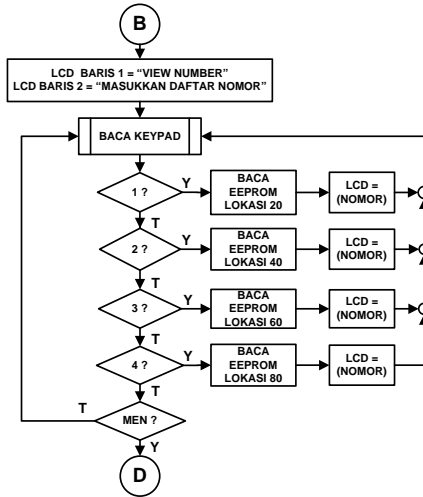 B
LCD BARIS 1 = “VIEW NUMBER”
LCD BARIS 2 = “MASUKKAN DAFTAR NOMOR”
BACA KEYPAD
1 ?
Y
BACA
EEPROM
LOKASI 20
LCD =
(NOMOR)
T
2 ?
Y
BACA
EEPROM
LOKASI 40
LCD =
(NOMOR)
T
3 ?
Y
BACA
EEPROM
LOKASI 60
LCD =
(NOMOR)
T
4 ?
Y
BACA
EEPROM
LOKASI 80
LCD =
(NOMOR)
T
T
MEN ?
Y
D